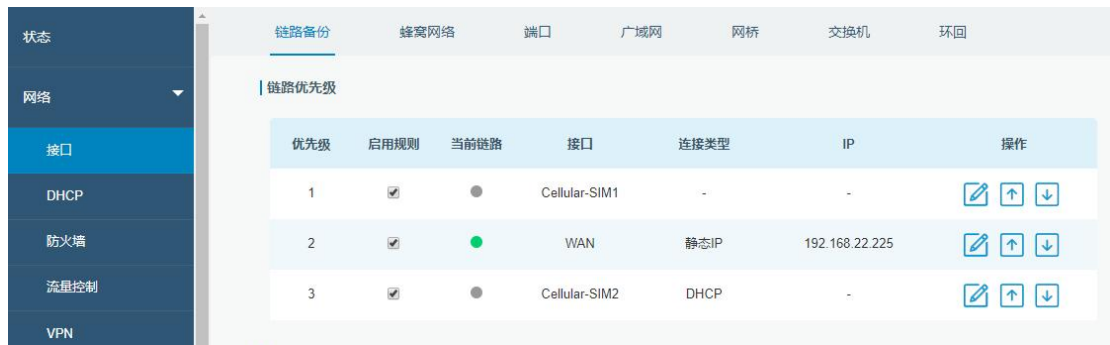 状态
网络
接口
DHCP
防火墙
流量控制
VPN
链路备份 蜂窝网络 端口 广域网 网桥 交换机 环回
链路优先级
优先级 启用规则 当前链路 接口 连接类型 IP 操作
1 Cellular-SIM1 - -
2 WAN 静态IP 192.168.22.225
3 Cellular-SIM2 DHCP -